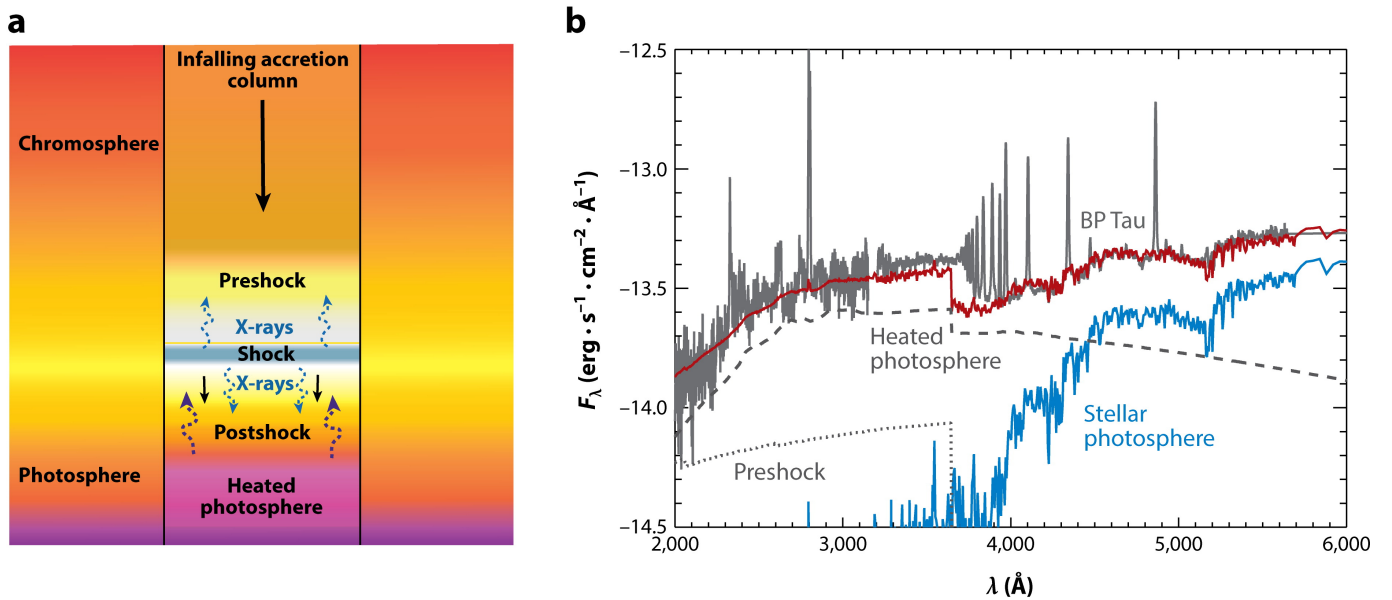 a
Infalling accretion
column
Chromosphere
Preshock
X-rays
Shock
X-rays
Postshock
Photosphere
Heated
photosphere
b
−12.5
−13.0
−13.5
−14.0
−14.5
Fλ (erg · s−1 · cm−2 · Å−1)
BP Tau
Heated
photosphere
Stellar
photosphere
Preshock
2,000 3,000 4,000 5,000 6,000
λ (Å)